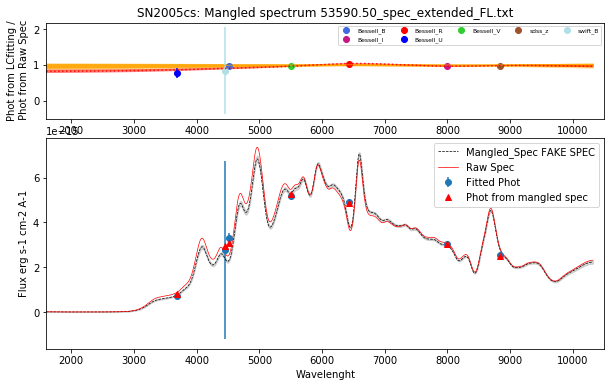 SN2005cs: Mangled spectrum 53590.50_spec_extended_FL.txt
Phot from LCfitting /
Phot from Raw Spec
2
1
0
Bessell_B
Bessell_I
Bessell_R
Bessell_U
Bessell_V
sdss_z
swift_B
2000
3000
4000
5000
6000
7000
8000
9000
10000
Flux erg s-1 cm-2 A-1
6
4
2
0
Mangled_Spec FAKE SPEC
Raw Spec
Fitted Phot
Phot from mangled spec
2000
3000
4000
5000
6000
7000
8000
9000
10000
Wavelenght